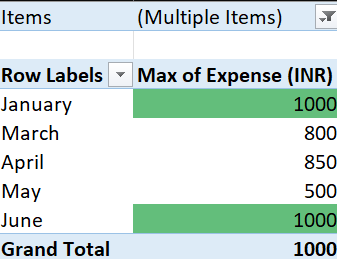 Items (Multiple Items)
Row Labels Max of Expense (INR)
January 1000
March 800
April 850
May 500
June 1000
Grand Total 1000